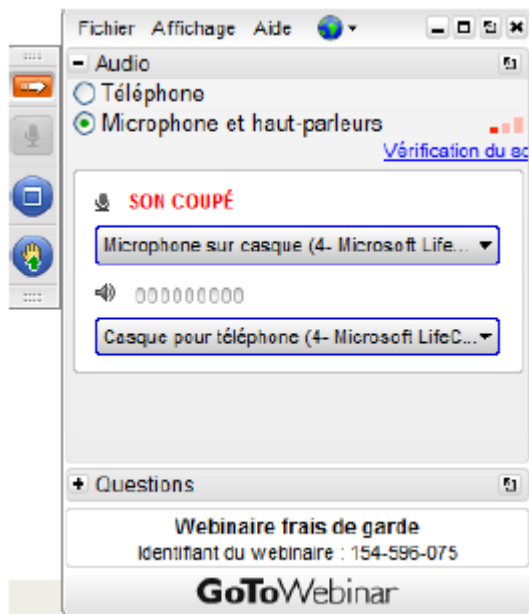 Fichier Affichage Aide
Audio
Téléphone
Microphone et haut-parleurs
Vérification du so
SON COUPÉ
Microphone sur casque (4- Microsoft Life...
Casque pour téléphone (4- Microsoft LifeC...
Questions
Webinaire frais de garde
Identifiant du webinaire : 154-596-075
GoToWebinar